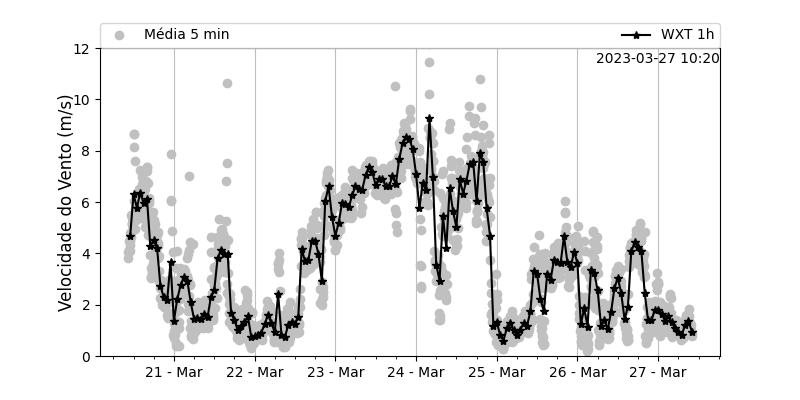 Média 5 min
WXT 1h
2023-03-27 10:20
Velocidade do Vento (m/s)
12
10
8
6
4
2
0
21 - Mar
22 - Mar
23 - Mar
24 - Mar
25 - Mar
26 - Mar
27 - Mar